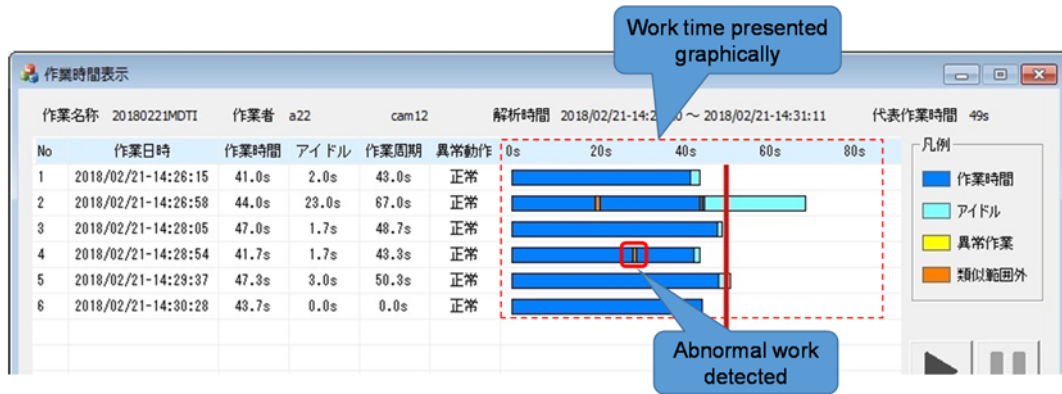 Work time presented
graphically
作業時間表示
作業名称 20180221MDTI 作業者 a22 cam12 解析時間 2018/02/21-14:2 0 ~ 2018/02/21-14:31:11 代表作業時間 49s
No 作業日時 作業時間 アイドル 作業周期 異常動作 0s 20s 40s 60s 80s
1 2018/02/21-14:26:15 41.0s 2.0s 43.0s 正常
2 2018/02/21-14:26:58 44.0s 23.0s 67.0s 正常
3 2018/02/21-14:28:05 47.0s 1.7s 48.7s 正常
4 2018/02/21-14:28:54 41.7s 1.7s 43.3s 正常
5 2018/02/21-14:29:37 47.3s 3.0s 50.3s 正常
6 2018/02/21-14:30:28 43.7s 0.0s 0.0s 正常
凡例
作業時間
アイドル
異常作業
類似範囲外
Abnormal work
detected